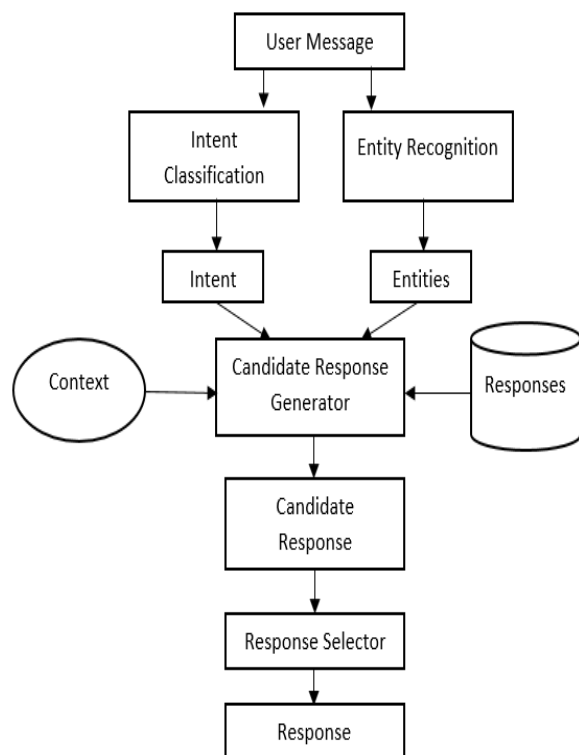 User Message
Intent
Classification
Entity Recognition
Intent
Entities
Context
Candidate Response
Generator
Responses
Candidate
Response
Response Selector
Response